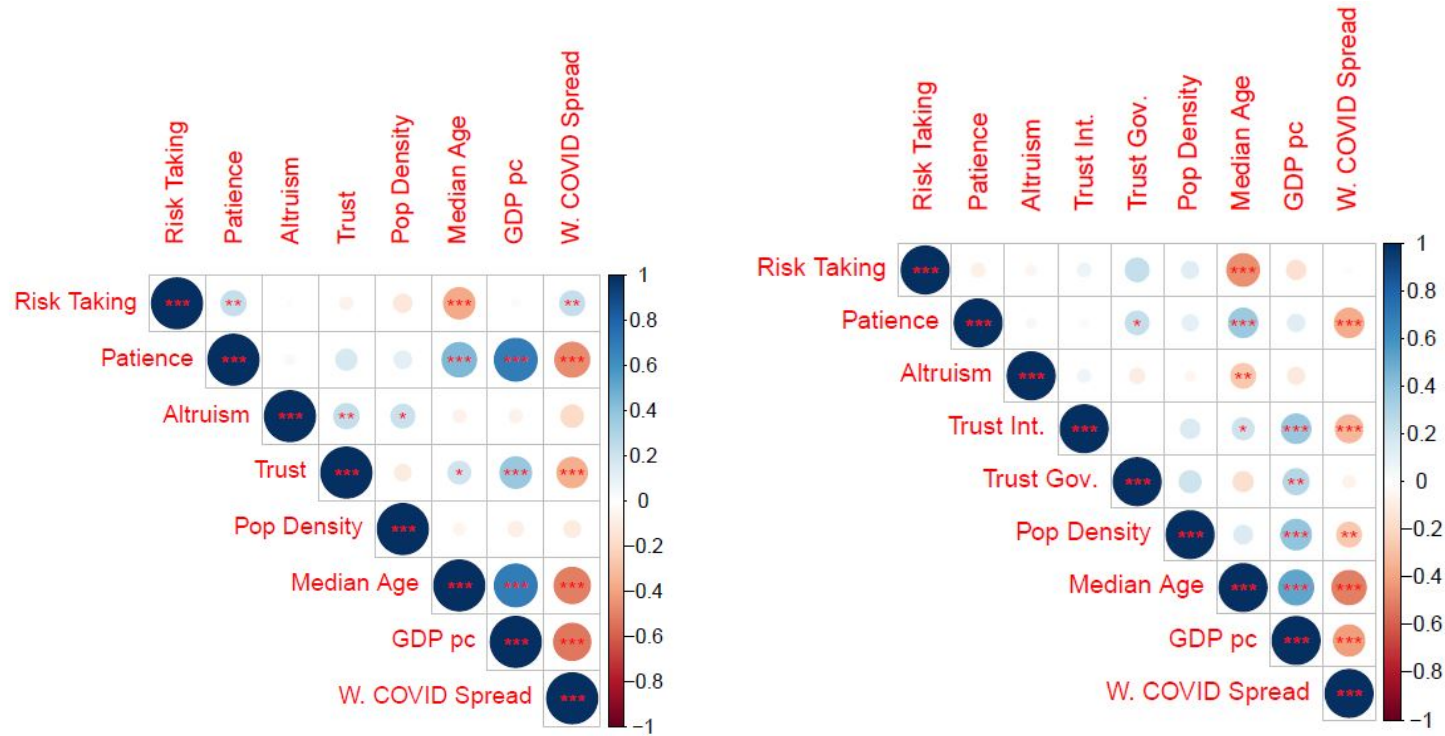 Risk Taking
Patience
Altruism
Trust
Pop Density
Median Age
GDP pc
W. COVID Spread
Risk Taking *** ** *** **
Patience *** *** *** ***
Altruism *** ** *
Trust *** * *** ***
Pop Density ***
Median Age *** *** ***
GDP pc *** ***
W. COVID Spread ***
1
0.8
0.6
0.4
0.2
0
−0.2
−0.4
−0.6
−0.8
−1
Risk Taking
Patience
Altruism
Trust Int.
Trust Gov.
Pop Density
Median Age
GDP pc
W. COVID Spread
Risk Taking *** ***
Patience *** * *** ***
Altruism *** **
Trust Int. *** * *** ***
Trust Gov. *** **
Pop Density *** *** **
Median Age *** *** ***
GDP pc *** ***
W. COVID Spread ***
1
0.8
0.6
0.4
0.2
0
−0.2
−0.4
−0.6
−0.8
−1